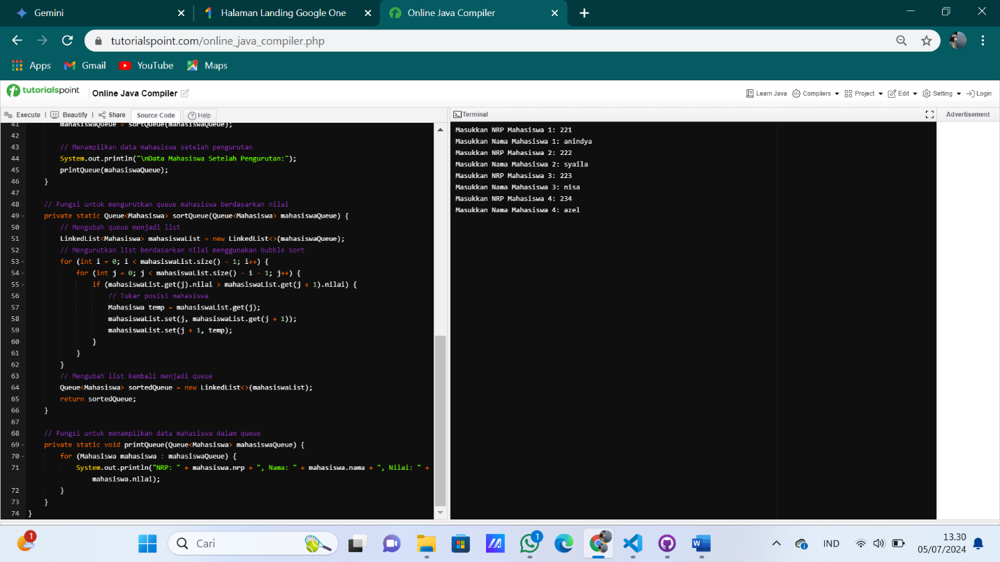 Gemini
Halaman Landing Google One
Online Java Compiler
tutorialspoint.com/online_java_compiler.php
Apps
Gmail
YouTube
Maps
tutorialspoint
Online Java Compiler
Learn Java
Compilers
Project
Edit
Setting
Login
Execute | Beautify | Share
Source Code
Help
41 mahasiswaQueue = sortQueue(mahasiswaQueue);
42
43 // Menampilkan data mahasiswa setelah pengurutan
44 System.out.println("\nData Mahasiswa Setelah Pengurutan:");
45 printQueue(mahasiswaQueue);
46 }
47
48 // Fungsi untuk mengurutkan queue mahasiswa berdasarkan nilai
49 private static Queue<Mahasiswa> sortQueue(Queue<Mahasiswa> mahasiswaQueue) {
50 // Mengubah queue menjadi list
51 LinkedList<Mahasiswa> mahasiswaList = new LinkedList<>(mahasiswaQueue);
52 // Mengurutkan list berdasarkan nilai menggunakan bubble sort
53 for (int i = 0; i < mahasiswaList.size() - 1; i++) {
54 for (int j = 0; j < mahasiswaList.size() - i - 1; j++) {
55 if (mahasiswaList.get(j).nilai > mahasiswaList.get(j + 1).nilai) {
56 // Tukar posisi mahasiswa
57 Mahasiswa temp = mahasiswaList.get(j);
58 mahasiswaList.set(j, mahasiswaList.get(j + 1));
59 mahasiswaList.set(j + 1, temp);
60 }
61 }
62 }
63 // Mengubah list kembali menjadi queue
64 Queue<Mahasiswa> sortedQueue = new LinkedList<>(mahasiswaList);
65 return sortedQueue;
66 }
67
68 // Fungsi untuk menampilkan data mahasiswa dalam queue
69 private static void printQueue(Queue<Mahasiswa> mahasiswaQueue) {
70 for (Mahasiswa mahasiswa : mahasiswaQueue) {
71 System.out.println("NRP: " + mahasiswa.nrp + ", Nama: " + mahasiswa.nama + ", Nilai: " +
mahasiswa.nilai);
72 }
73 }
74 }
Terminal
Masukkan NRP Mahasiswa 1: 221
Masukkan Nama Mahasiswa 1: anindya
Masukkan NRP Mahasiswa 2: 222
Masukkan Nama Mahasiswa 2: syaila
Masukkan NRP Mahasiswa 3: 223
Masukkan Nama Mahasiswa 3: nisa
Masukkan NRP Mahasiswa 4: 234
Masukkan Nama Mahasiswa 4: azel
Advertisement
1
Cari
1
IND
13.30
05/07/2024